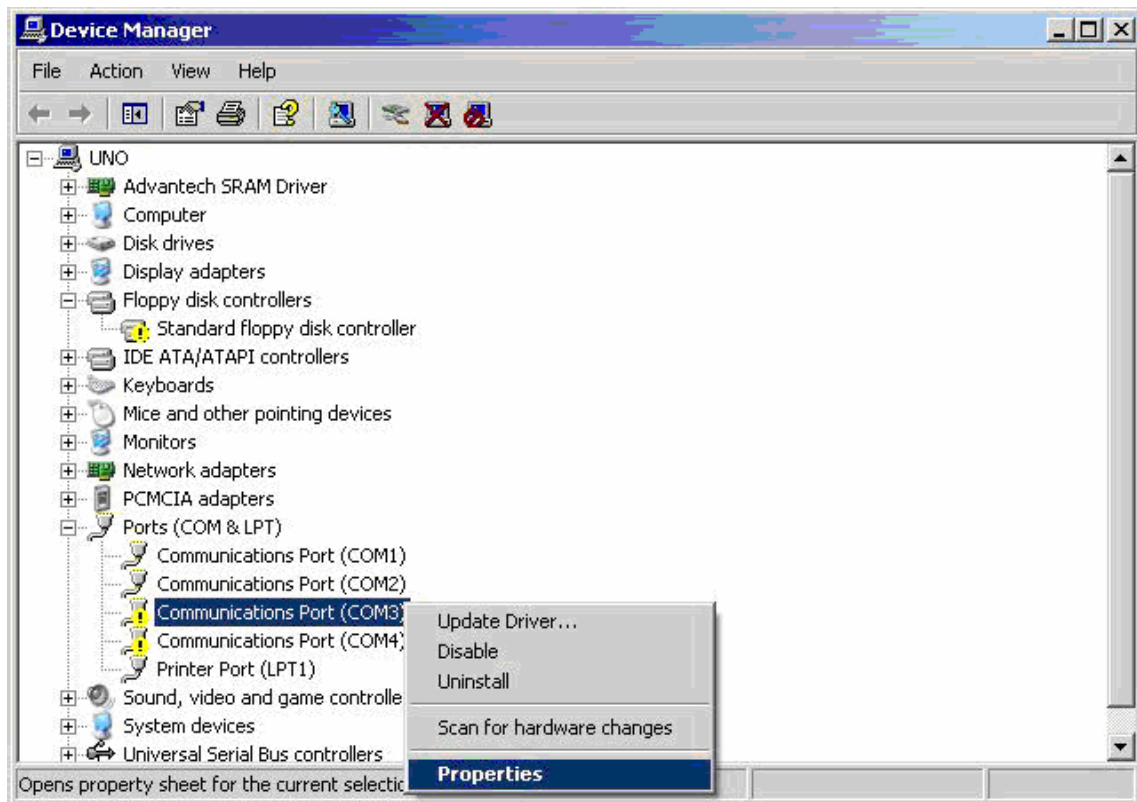 Device Manager
File Action View Help
UNO
Advantech SRAM Driver
Computer
Disk drives
Display adapters
Floppy disk controllers
Standard floppy disk controller
IDE ATA/ATAPI controllers
Keyboards
Mice and other pointing devices
Monitors
Network adapters
PCMCIA adapters
Ports (COM & LPT)
Communications Port (COM1)
Communications Port (COM2)
Communications Port (COM3)
Communications Port (COM4)
Printer Port (LPT1)
Sound, video and game controlle
System devices
Universal Serial Bus controllers
Update Driver...
Disable
Uninstall
Scan for hardware changes
Properties
Opens property sheet for the current selectio